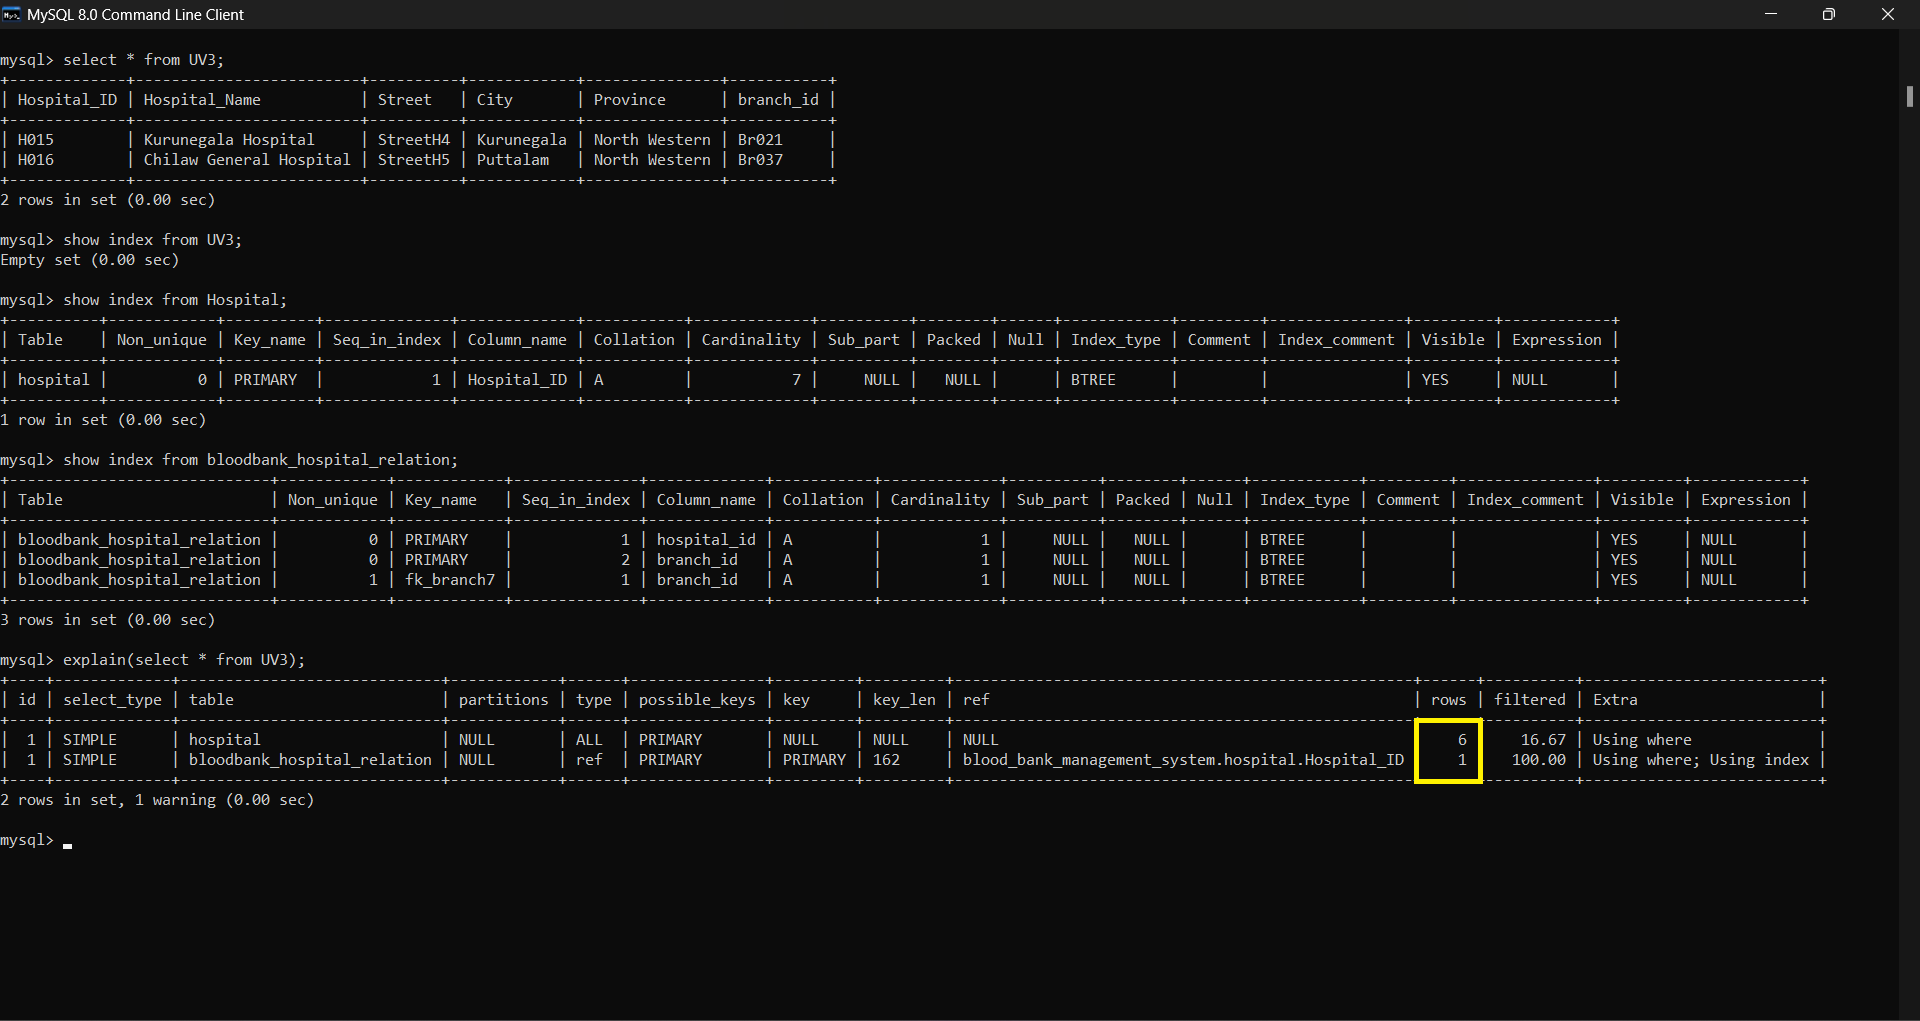 MySQL 8.0 Command Line Client
mysql> select * from UV3;
+-------------+-------------------------+----------+------------+---------------+-----------+
| Hospital_ID | Hospital_Name           | Street   | City       | Province      | branch_id |
+-------------+-------------------------+----------+------------+---------------+-----------+
| H015        | Kurunegala Hospital     | StreetH4 | Kurunegala | North Western | Br021     |
| H016        | Chilaw General Hospital | StreetH5 | Puttalam   | North Western | Br037     |
+-------------+-------------------------+----------+------------+---------------+-----------+
2 rows in set (0.00 sec)
mysql> show index from UV3;
Empty set (0.00 sec)
mysql> show index from Hospital;
+----------+------------+----------+--------------+-------------+-----------+-------------+----------+--------+------+------------+---------+---------------+---------+------------+
| Table    | Non_unique | Key_name | Seq_in_index | Column_name | Collation | Cardinality | Sub_part | Packed | Null | Index_type | Comment | Index_comment | Visible | Expression |
+----------+------------+----------+--------------+-------------+-----------+-------------+----------+--------+------+------------+---------+---------------+---------+------------+
| hospital |          0 | PRIMARY  |            1 | Hospital_ID | A         |           7 |     NULL |   NULL |      | BTREE      |         |               | YES     | NULL       |
+----------+------------+----------+--------------+-------------+-----------+-------------+----------+--------+------+------------+---------+---------------+---------+------------+
1 row in set (0.00 sec)
mysql> show index from bloodbank_hospital_relation;
+-----------------------------+------------+------------+--------------+-------------+-----------+-------------+----------+--------+------+------------+---------+---------------+---------+------------+
| Table                       | Non_unique | Key_name   | Seq_in_index | Column_name | Collation | Cardinality | Sub_part | Packed | Null | Index_type | Comment | Index_comment | Visible | Expression |
+-----------------------------+------------+------------+--------------+-------------+-----------+-------------+----------+--------+------+------------+---------+---------------+---------+------------+
| bloodbank_hospital_relation |          0 | PRIMARY    |            1 | hospital_id | A         |           1 |     NULL |   NULL |      | BTREE      |         |               | YES     | NULL       |
| bloodbank_hospital_relation |          0 | PRIMARY    |            2 | branch_id   | A         |           1 |     NULL |   NULL |      | BTREE      |         |               | YES     | NULL       |
| bloodbank_hospital_relation |          1 | fk_branch7 |            1 | branch_id   | A         |           1 |     NULL |   NULL |      | BTREE      |         |               | YES     | NULL       |
+-----------------------------+------------+------------+--------------+-------------+-----------+-------------+----------+--------+------+------------+---------+---------------+---------+------------+
3 rows in set (0.00 sec)
mysql> explain(select * from UV3);
+----+-------------+-----------------------------+------------+------+---------------+---------+---------+---------------------------------------------------+------+----------+--------------------------+
| id | select_type | table                       | partitions | type | possible_keys | key     | key_len | ref                                               | rows | filtered | Extra                    |
+----+-------------+-----------------------------+------------+------+---------------+---------+---------+---------------------------------------------------+------+----------+--------------------------+
|  1 | SIMPLE      | hospital                    | NULL       | ALL  | PRIMARY       | NULL    | NULL    | NULL                                              |    6 |    16.67 | Using where              |
|  1 | SIMPLE      | bloodbank_hospital_relation | NULL       | ref  | PRIMARY       | PRIMARY | 162     | blood_bank_management_system.hospital.Hospital_ID |    1 |   100.00 | Using where; Using index |
+----+-------------+-----------------------------+------------+------+---------------+---------+---------+---------------------------------------------------+------+----------+--------------------------+
2 rows in set, 1 warning (0.00 sec)
mysql>